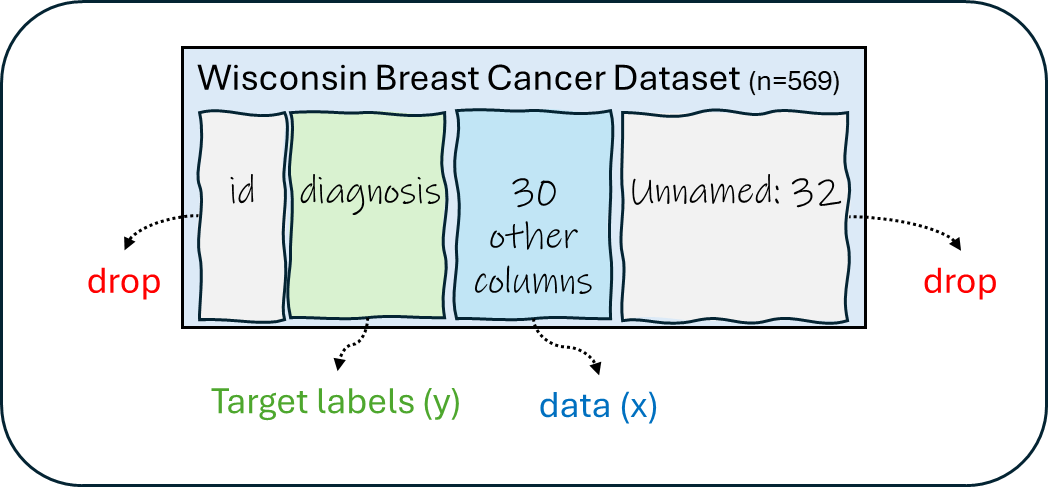 Wisconsin Breast Cancer Dataset (n=569)
id
diagnosis
30
other
columns
Unnamed: 32
drop
drop
Target labels (y)
data (x)